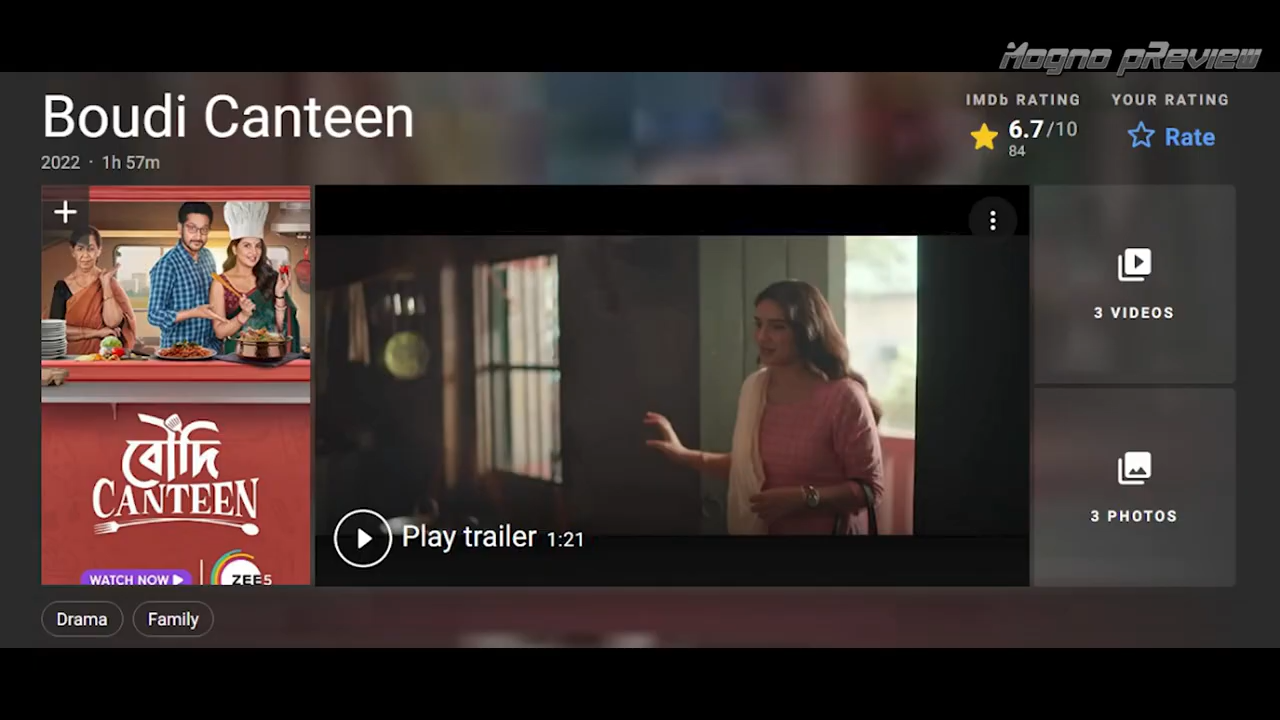 Mogno pReview
Boudi Canteen
2022 · 1h 57m
IMDb RATING
6.7/10
84
YOUR RATING
Rate
বৌদি
CANTEEN
WATCH NOW
ZEE5
Play trailer 1:21
3 VIDEOS
3 PHOTOS
Drama
Family